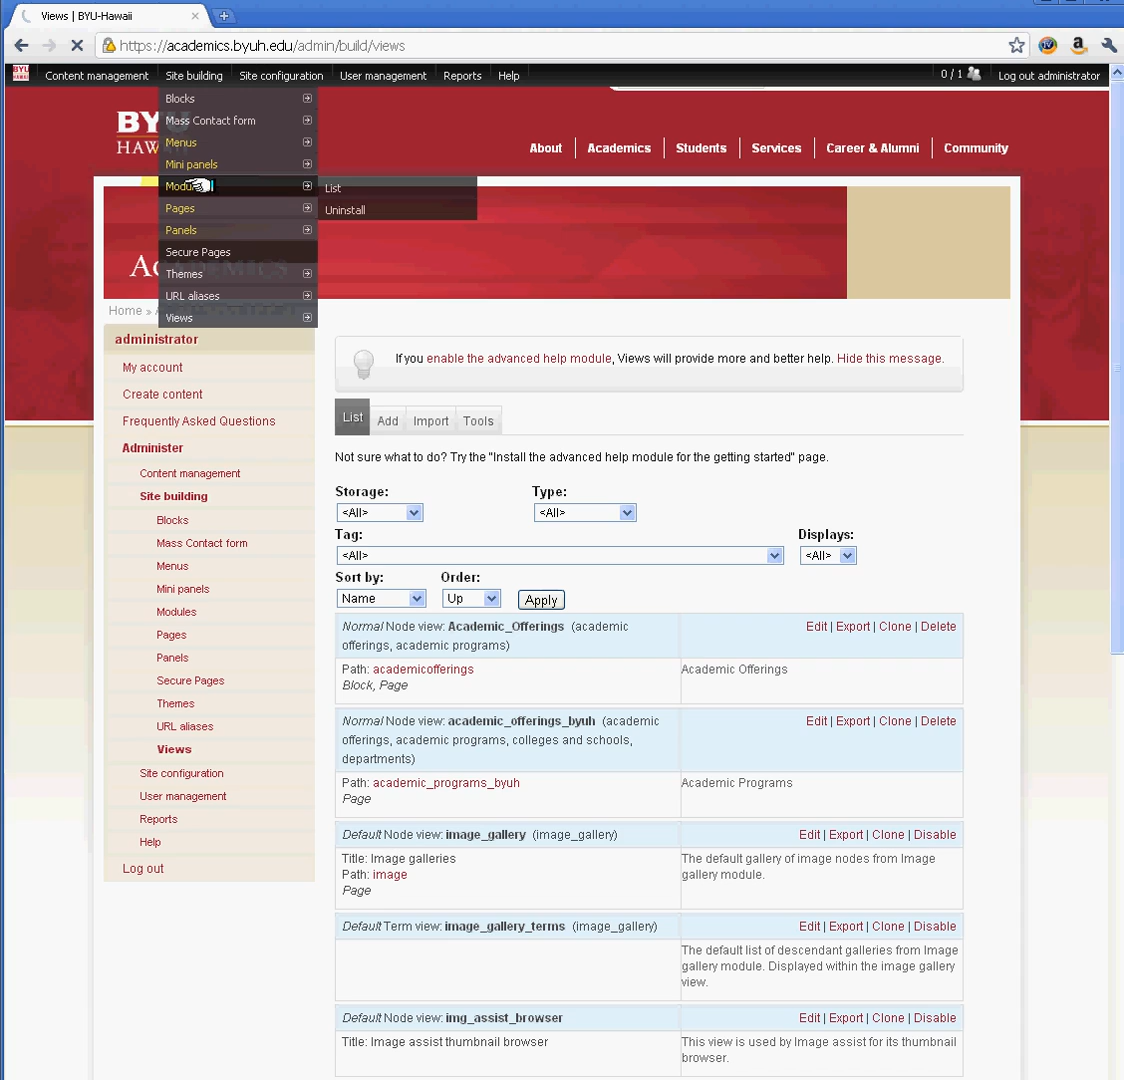 Views | BYU-Hawaii
https://academics.byuh.edu/admin/build/views
BYU HAWAII Content management Site building Site configuration User management Reports Help 0 / 1 Log out administrator
Blocks
Mass Contact form
Menus
Mini panels
List
Uninstall
Pages
Panels
Secure Pages
Themes
URL aliases
Views
About Academics Students Services Career & Alumni Community
Home »
administrator
My account
Create content
Frequently Asked Questions
Administer
Content management
Site building
Blocks
Mass Contact form
Menus
Mini panels
Modules
Pages
Panels
Secure Pages
Themes
URL aliases
Views
Site configuration
User management
Reports
Help
Log out
If you enable the advanced help module, Views will provide more and better help. Hide this message.
List Add Import Tools
Not sure what to do? Try the "Install the advanced help module for the getting started" page.
Storage: Type:
<All> <All>
Tag: Displays:
<All> <All>
Sort by: Order:
Name Up Apply
Normal Node view: Academic_Offerings (academic
offerings, academic programs)
Edit | Export | Clone | Delete
Path: academicofferings
Block, Page
Academic Offerings
Normal Node view: academic_offerings_byuh (academic
offerings, academic programs, colleges and schools,
departments)
Edit | Export | Clone | Delete
Path: academic_programs_byuh
Page
Academic Programs
Default Node view: image_gallery (image_gallery)
Edit | Export | Clone | Disable
Title: Image galleries
Path: image
Page
The default gallery of image nodes from Image
gallery module.
Default Term view: image_gallery_terms (image_gallery)
Edit | Export | Clone | Disable
The default list of descendant galleries from Image
gallery module. Displayed within the image gallery
view.
Default Node view: img_assist_browser
Edit | Export | Clone | Disable
Title: Image assist thumbnail browser
This view is used by Image assist for its thumbnail
browser.